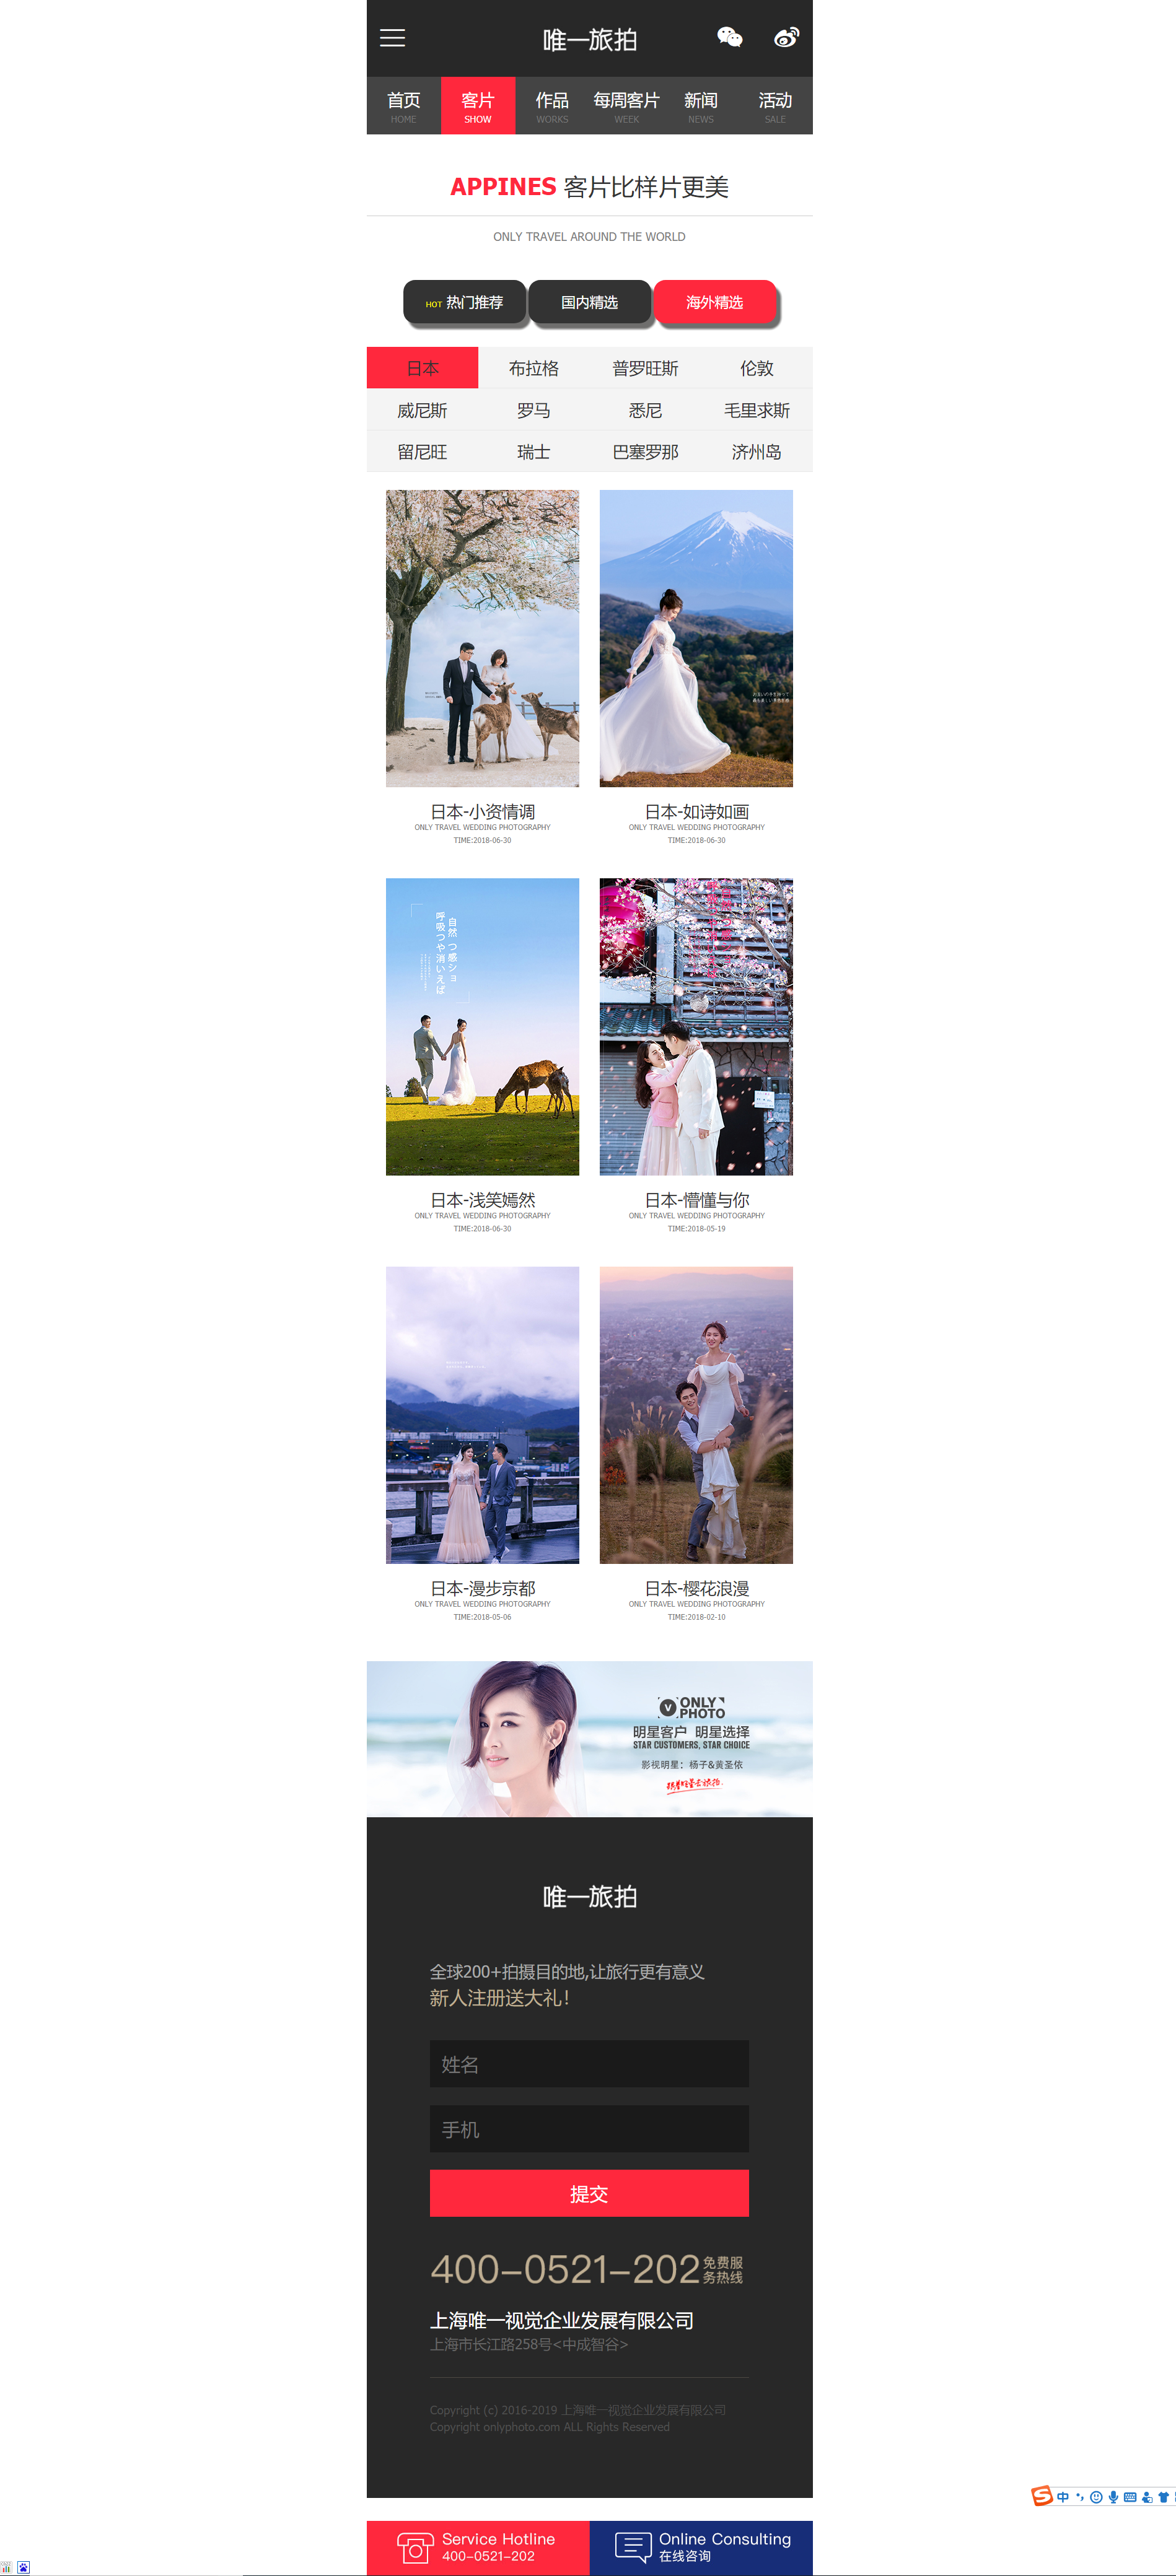 唯一旅拍
首页 客片 作品 每周客片 新闻 活动
HOME SHOW WORKS WEEK NEWS SALE
APPINES 客片比样片更美
ONLY TRAVEL AROUND THE WORLD
HOT 热门推荐 国内精选 海外精选
日本 布拉格 普罗旺斯 伦敦
威尼斯 罗马 悉尼 毛里求斯
留尼旺 瑞士 巴塞罗那 济州岛
日本-小资情调
ONLY TRAVEL WEDDING PHOTOGRAPHY
TIME:2018-06-30
日本-如诗如画
ONLY TRAVEL WEDDING PHOTOGRAPHY
TIME:2018-06-30
自然 つ感ショ
呼吸つや消いえば
日本-浅笑嫣然
ONLY TRAVEL WEDDING PHOTOGRAPHY
TIME:2018-06-30
日本-懵懂与你
ONLY TRAVEL WEDDING PHOTOGRAPHY
TIME:2018-05-19
日本-漫步京都
ONLY TRAVEL WEDDING PHOTOGRAPHY
TIME:2018-05-06
日本-樱花浪漫
ONLY TRAVEL WEDDING PHOTOGRAPHY
TIME:2018-02-10
V ONLY
PHOTO
明星客户 明星选择
STAR CUSTOMERS, STAR CHOICE
影视明星：杨子&黄圣依
唯一旅拍
全球200+拍摄目的地,让旅行更有意义
新人注册送大礼！
姓名
手机
提交
400-0521-202 免费服
务热线
上海唯一视觉企业发展有限公司
上海市长江路258号<中成智谷>
Copyright (c) 2016-2019 上海唯一视觉企业发展有限公司
Copyright onlyphoto.com ALL Rights Reserved
中
Service Hotline
400-0521-202
Online Consulting
在线咨询